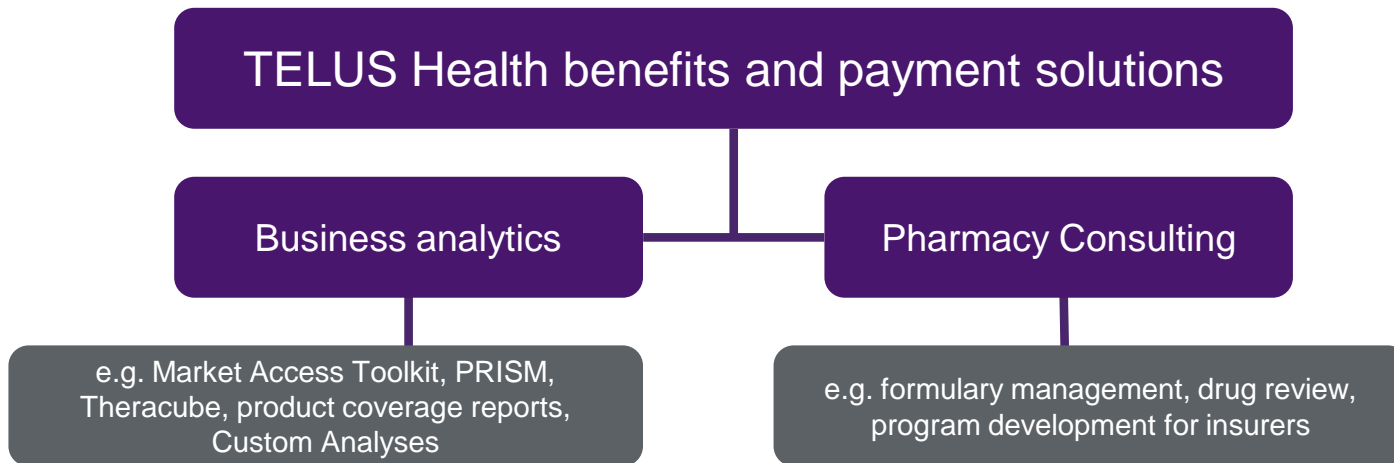 TELUS Health benefits and payment solutions
Business analytics
Pharmacy Consulting
e.g. Market Access Toolkit, PRISM,
Theracube, product coverage reports,
Custom Analyses
e.g. formulary management, drug review,
program development for insurers